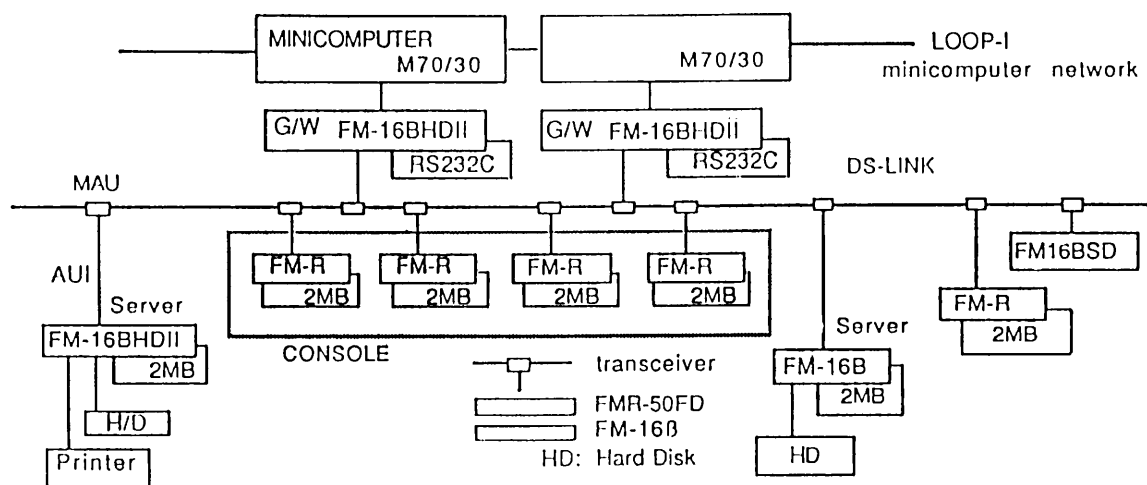 MINICOMPUTER
M70/30
M70/30
LOOP-I
minicomputer network
G/W FM-16BHDII
RS232C
G/W FM-16BHDII
RS232C
MAU
DS-LINK
AUI
Server
FM-16BHDII
2MB
H/D
Printer
FM-R
2MB
FM-R
2MB
FM-R
2MB
FM-R
2MB
CONSOLE
Server
FM-16B
2MB
HD
FM-R
2MB
FM16BSD
transceiver
FMR-50FD
FM-16B
HD: Hard Disk